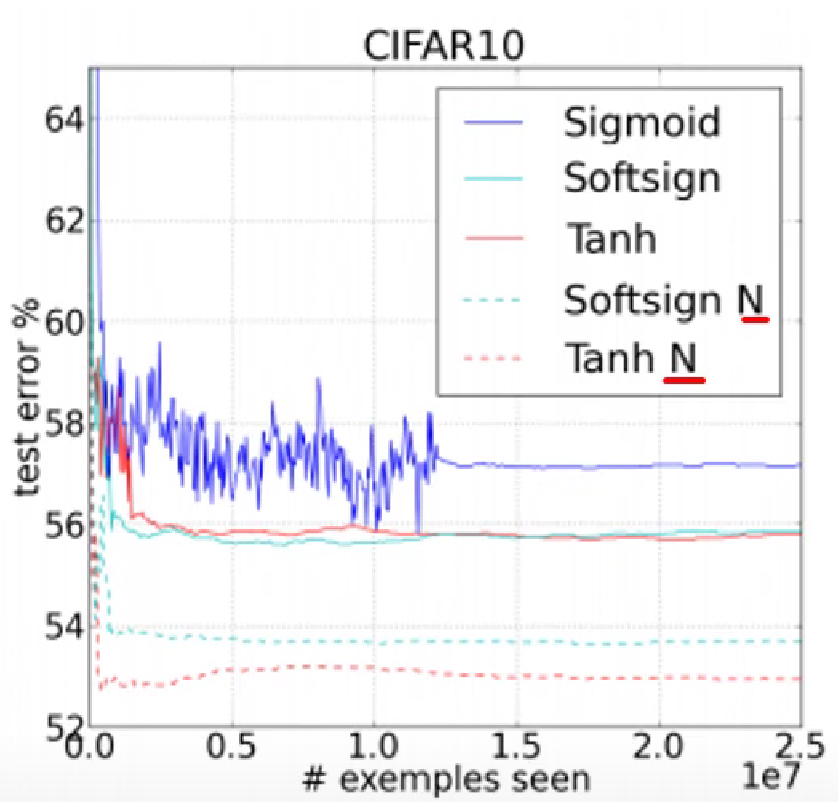 CIFAR10
64
62
60
58
56
54
52
test error %
Sigmoid
Softsign
Tanh
Softsign N
Tanh N
0.0
0.5
1.0
1.5
2.0
2.5
# exemples seen
1e7